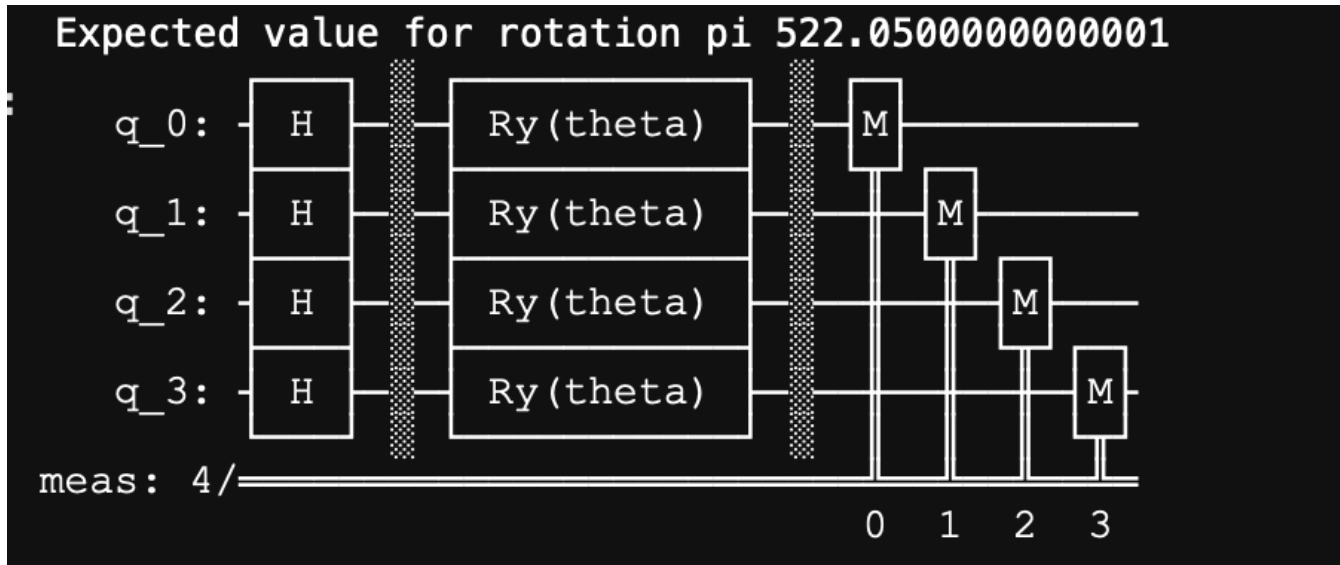 Expected value for rotation pi 522.0500000000001
q_0: H Ry(theta) M
q_1: H Ry(theta) M
q_2: H Ry(theta) M
q_3: H Ry(theta) M
meas: 4/
0 1 2 3